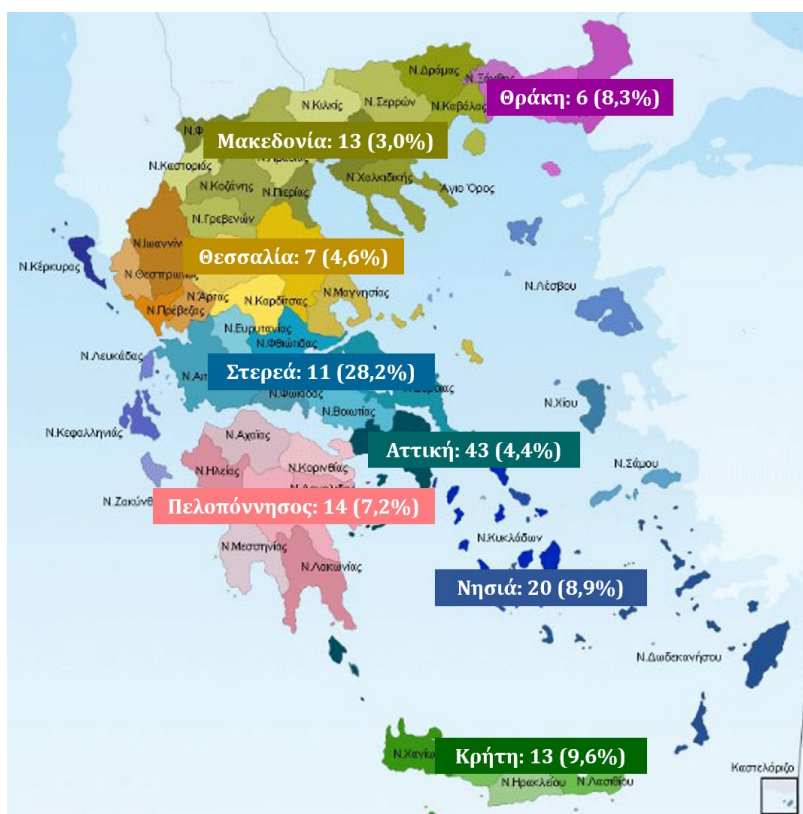 Ν.Δράμας
Ν.Ξάνθης
Ν.Κιλκίς
Ν.Σερρών
Ν.Καβάλας
Θράκη: 6 (8,3%)
Μακεδονία: 13 (3,0%)
Ν.Καστοριάς
Ν.Κοζάνης
Ν.Πιερίας
Ν.Χαλκιδικής
Άγιο Όρος
Ν.Γρεβενών
Θεσσαλία: 7 (4,6%)
Ν.Κέρκυρας
Ν.Θεσπρωτίας
Ν.Άρτας
Ν.Καρδίτσας
Ν.Μαγνησίας
Ν.Λέσβου
Ν.Πρέβεζας
Ν.Ευρυτανίας
Ν.Φθιώτιδας
Ν.Λευκάδας
Στερεά: 11 (28,2%)
Ν.Φωκίδας
Ν.Βοιωτίας
Ν.Χίου
Ν.Κεφαλληνιάς
Ν.Αχαΐας
Αττική: 43 (4,4%)
Ν.Ηλείας
Ν.Κορινθίας
Ν.Σάμου
Πελοπόννησος: 14 (7,2%)
Ν.Μεσσηνίας
Ν.Κυκλάδων
Ν.Λακωνίας
Νησιά: 20 (8,9%)
Ν.Δωδεκανήσου
Κρήτη: 13 (9,6%)
Καστελόριζο
Ν.Ηρακλείου
Ν.Λασιθίου